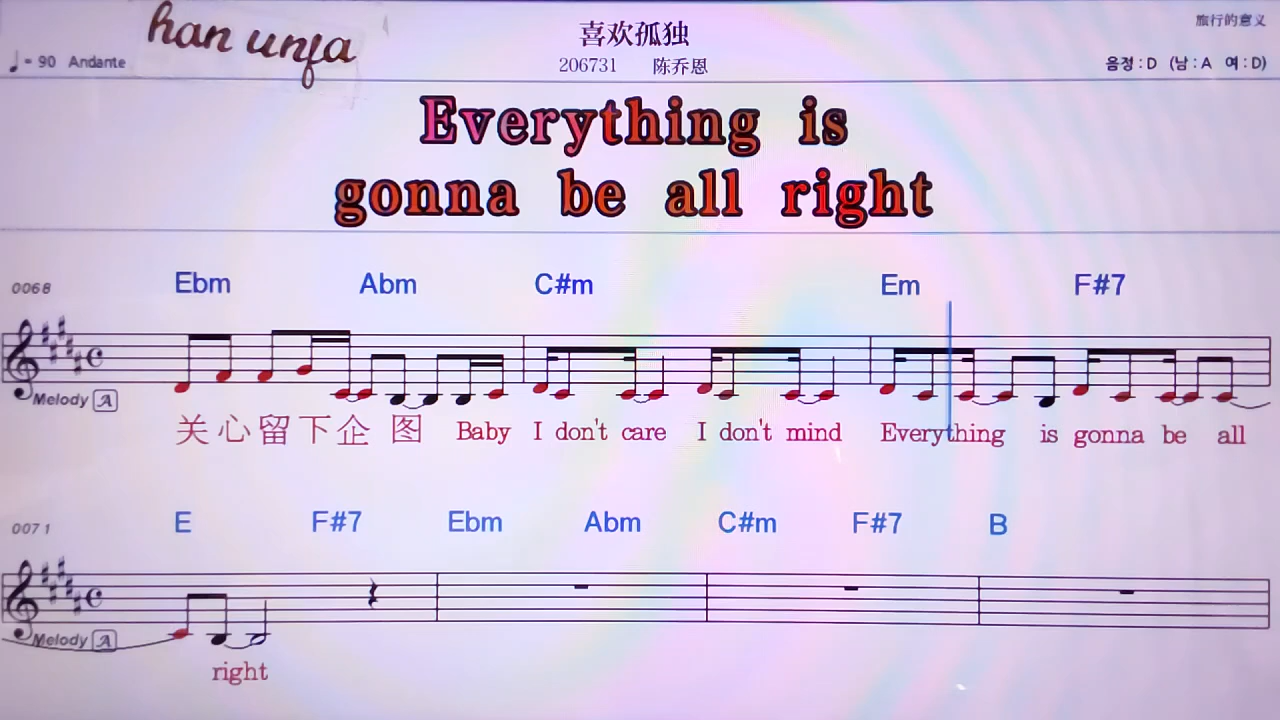 han unja
喜欢孤独
旅行的意义
♩= 90 Andante
206731 陈乔恩
음정 : D (남 : A 여 : D)
Everything is
gonna be all right
0068
Ebm Abm C#m Em F#7
Melody A
关心留下企图 Baby I don't care I don't mind Everything is gonna be all
0071
E F#7 Ebm Abm C#m F#7 B
Melody A
right